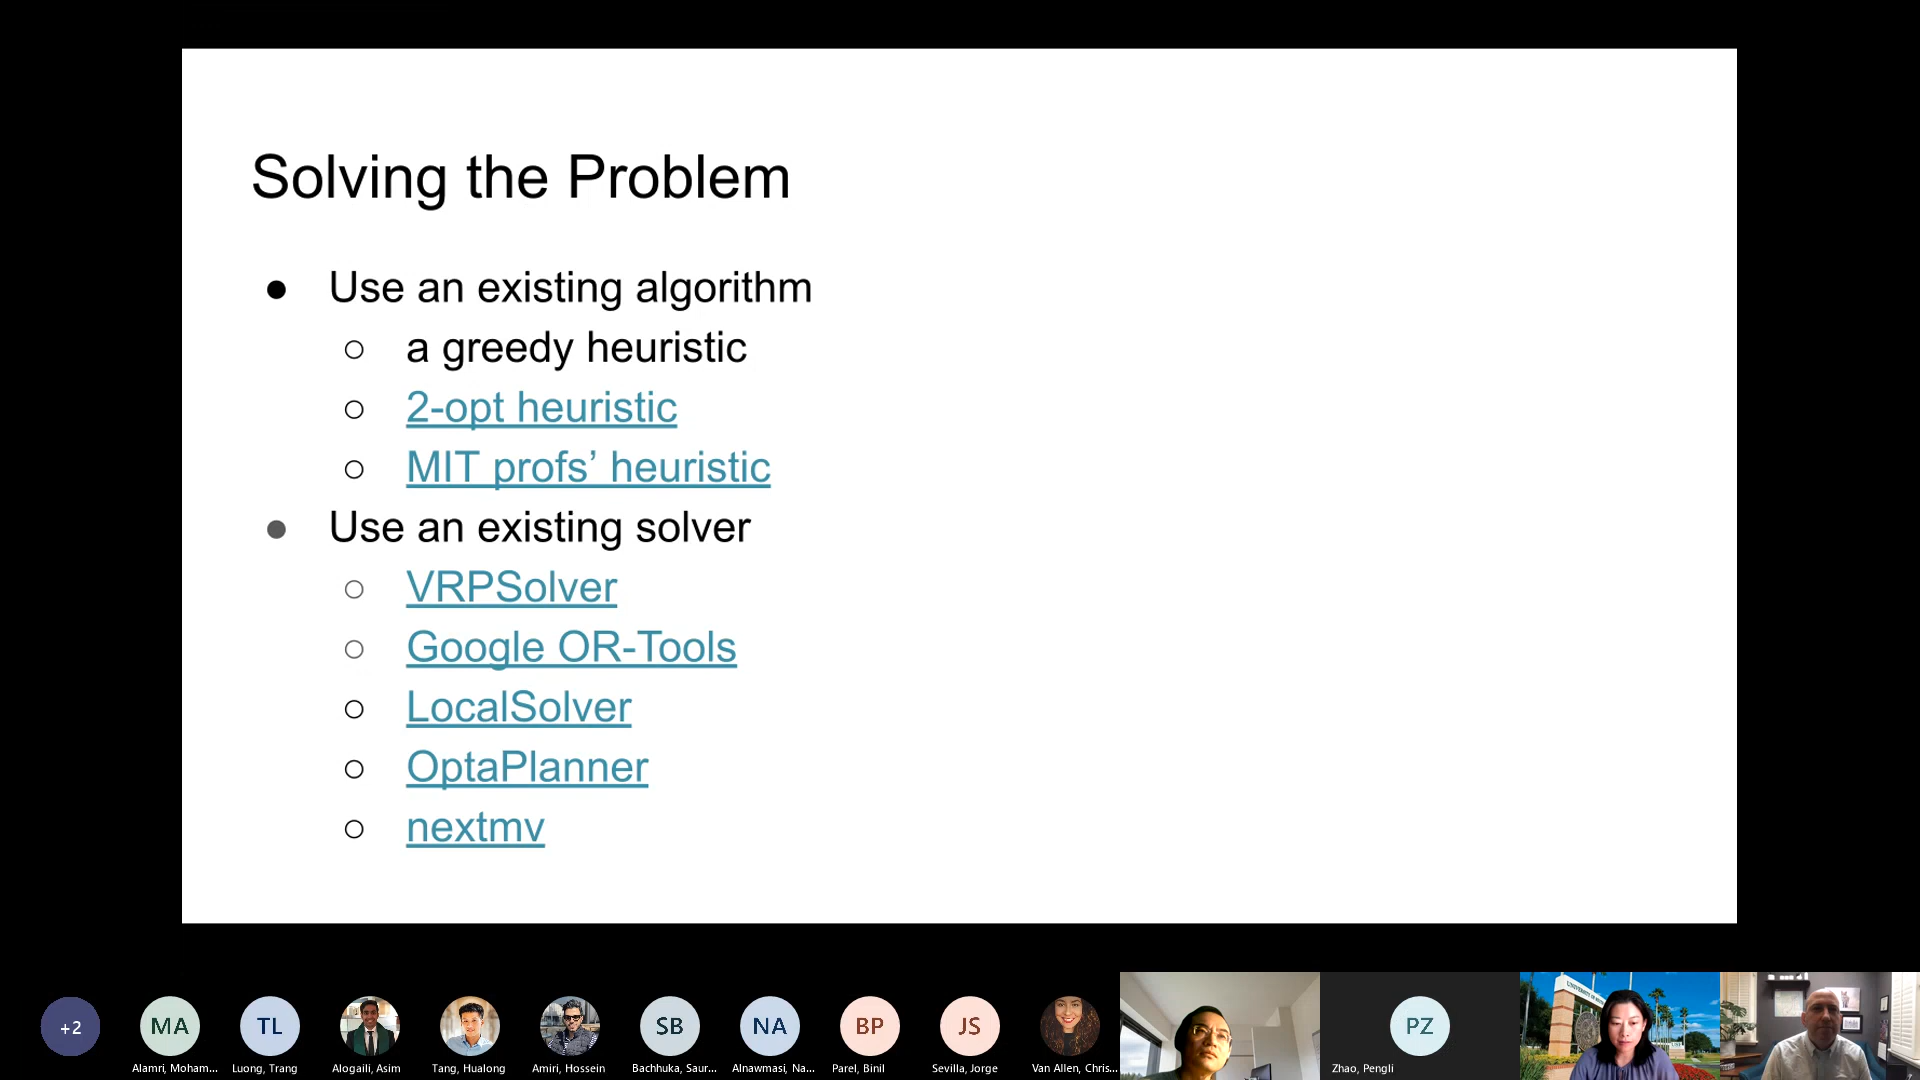 Solving the Problem
Use an existing algorithm
a greedy heuristic
2-opt heuristic
MIT profs’ heuristic
Use an existing solver
VRPSolver
Google OR-Tools
LocalSolver
OptaPlanner
nextmv
+2
MA
TL
SB
NA
BP
JS
PZ
Alamri, Moham...
Luong, Trang
Alogaili, Asim
Tang, Hualong
Amiri, Hossein
Bachhuka, Saur...
Alnawmasi, Na...
Parel, Binil
Sevilla, Jorge
Van Allen, Chris...
Zhao, Pengli